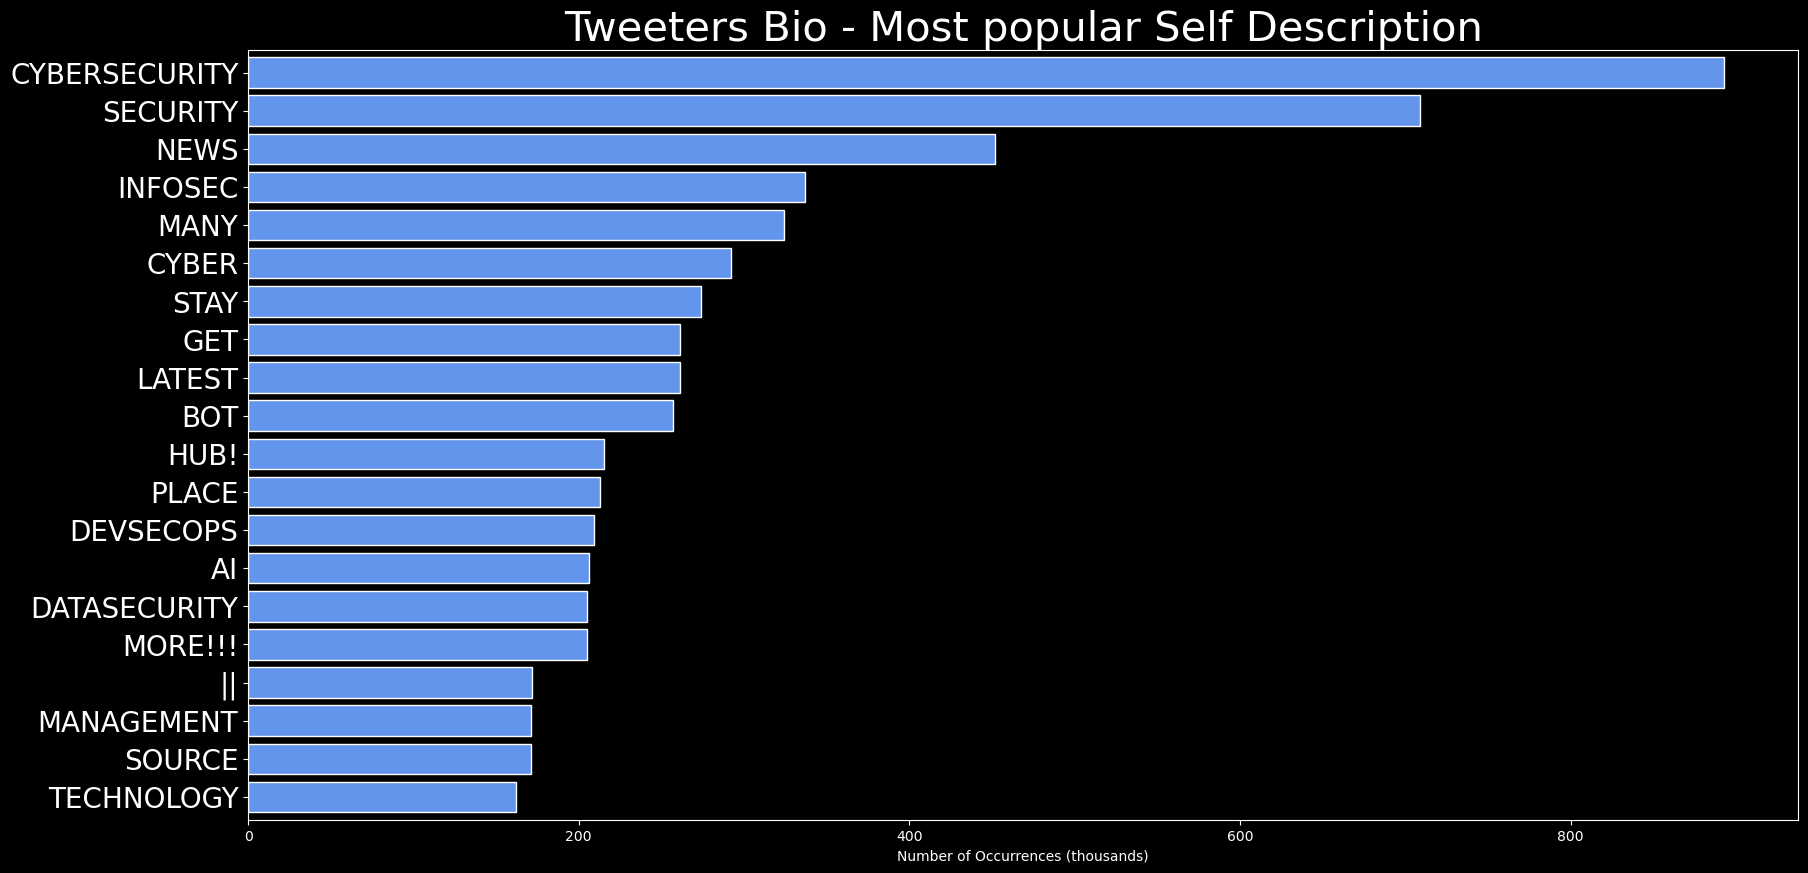 Tweeters Bio - Most popular Self Description
CYBERSECURITY
SECURITY
NEWS
INFOSEC
MANY
CYBER
STAY
GET
LATEST
BOT
HUB!
PLACE
DEVSECOPS
AI
DATASECURITY
MORE!!!
||
MANAGEMENT
SOURCE
TECHNOLOGY
0 200 400 600 800
Number of Occurrences (thousands)